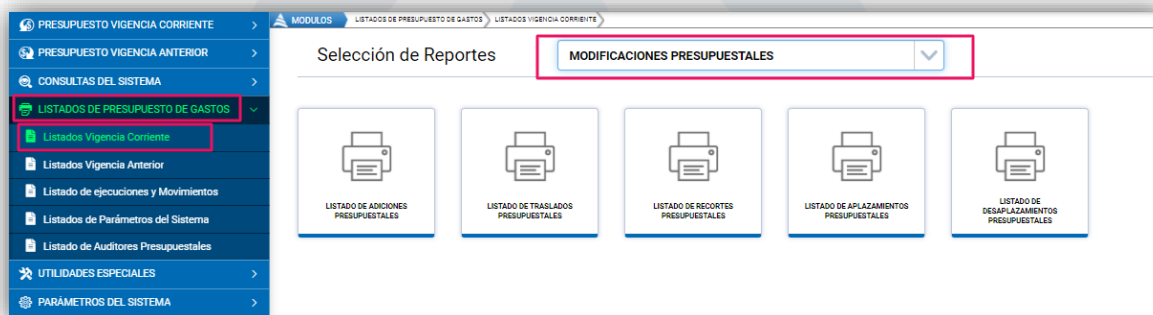 PRESUPUESTO VIGENCIA CORRIENTE
PRESUPUESTO VIGENCIA ANTERIOR
CONSULTAS DEL SISTEMA
LISTADOS DE PRESUPUESTO DE GASTOS
Listados Vigencia Corriente
Listados Vigencia Anterior
Listado de ejecuciones y Movimientos
Listados de Parámetros del Sistema
Listado de Auditores Presupuestales
UTILIDADES ESPECIALES
PARÁMETROS DEL SISTEMA
MODULOS LISTADOS DE PRESUPUESTO DE GASTOS LISTADOS VIGENCIA CORRIENTE
Selección de Reportes
MODIFICACIONES PRESUPUESTALES
LISTADO DE ADICIONES
PRESUPUESTALES
LISTADO DE TRASLADOS
PRESUPUESTALES
LISTADO DE RECORTES
PRESUPUESTALES
LISTADO DE APLAZAMIENTOS
PRESUPUESTALES
LISTADO DE
DESAPLAZAMIENTOS
PRESUPUESTALES